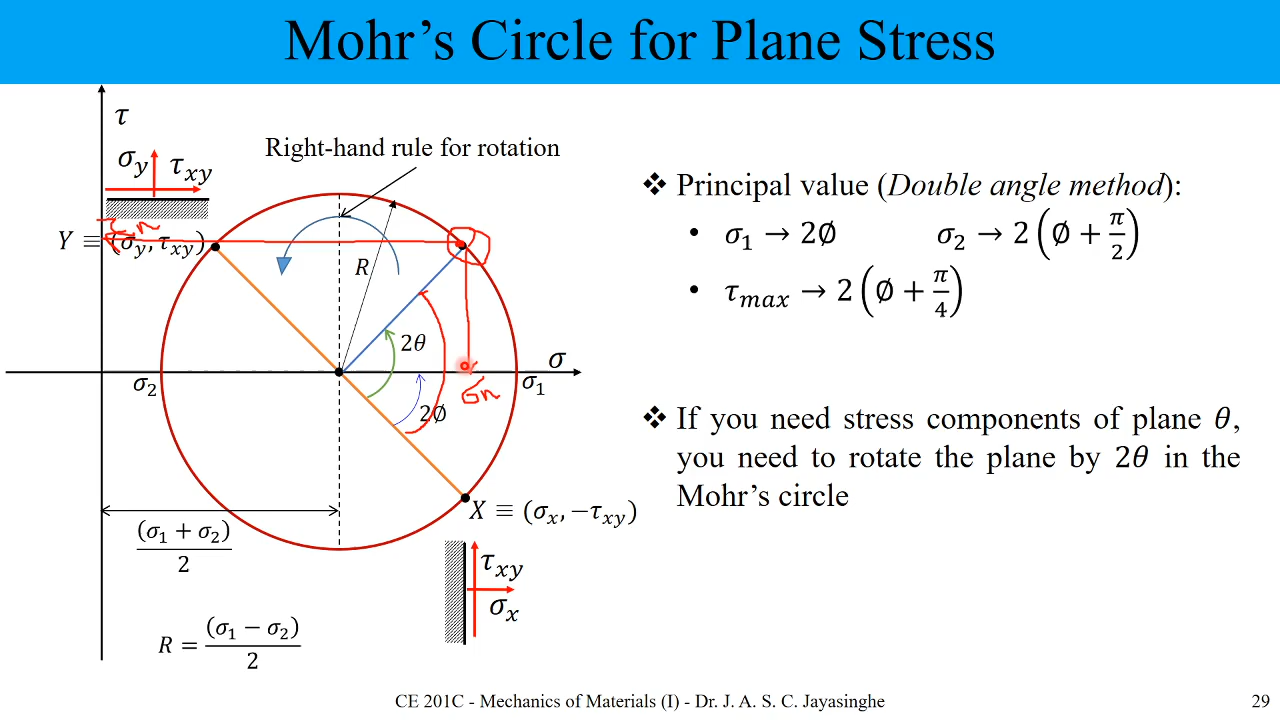 Mohr’s Circle for Plane Stress
τ
σ_y
τ_xy
Right-hand rule for rotation
τ_n
Y ≡ (σ_y, τ_xy)
R
2θ
σ
σ_2
σ_1
σ_n
2∅
X ≡ (σ_x, −τ_xy)
(σ_1 + σ_2)
2
τ_xy
σ_x
R = (σ_1 − σ_2)
2
❖ Principal value (Double angle method):
• σ_1 → 2∅ σ_2 → 2(∅ + π/2)
• τ_max → 2(∅ + π/4)
❖ If you need stress components of plane θ,
you need to rotate the plane by 2θ in the
Mohr’s circle
CE 201C - Mechanics of Materials (I) - Dr. J. A. S. C. Jayasinghe
29